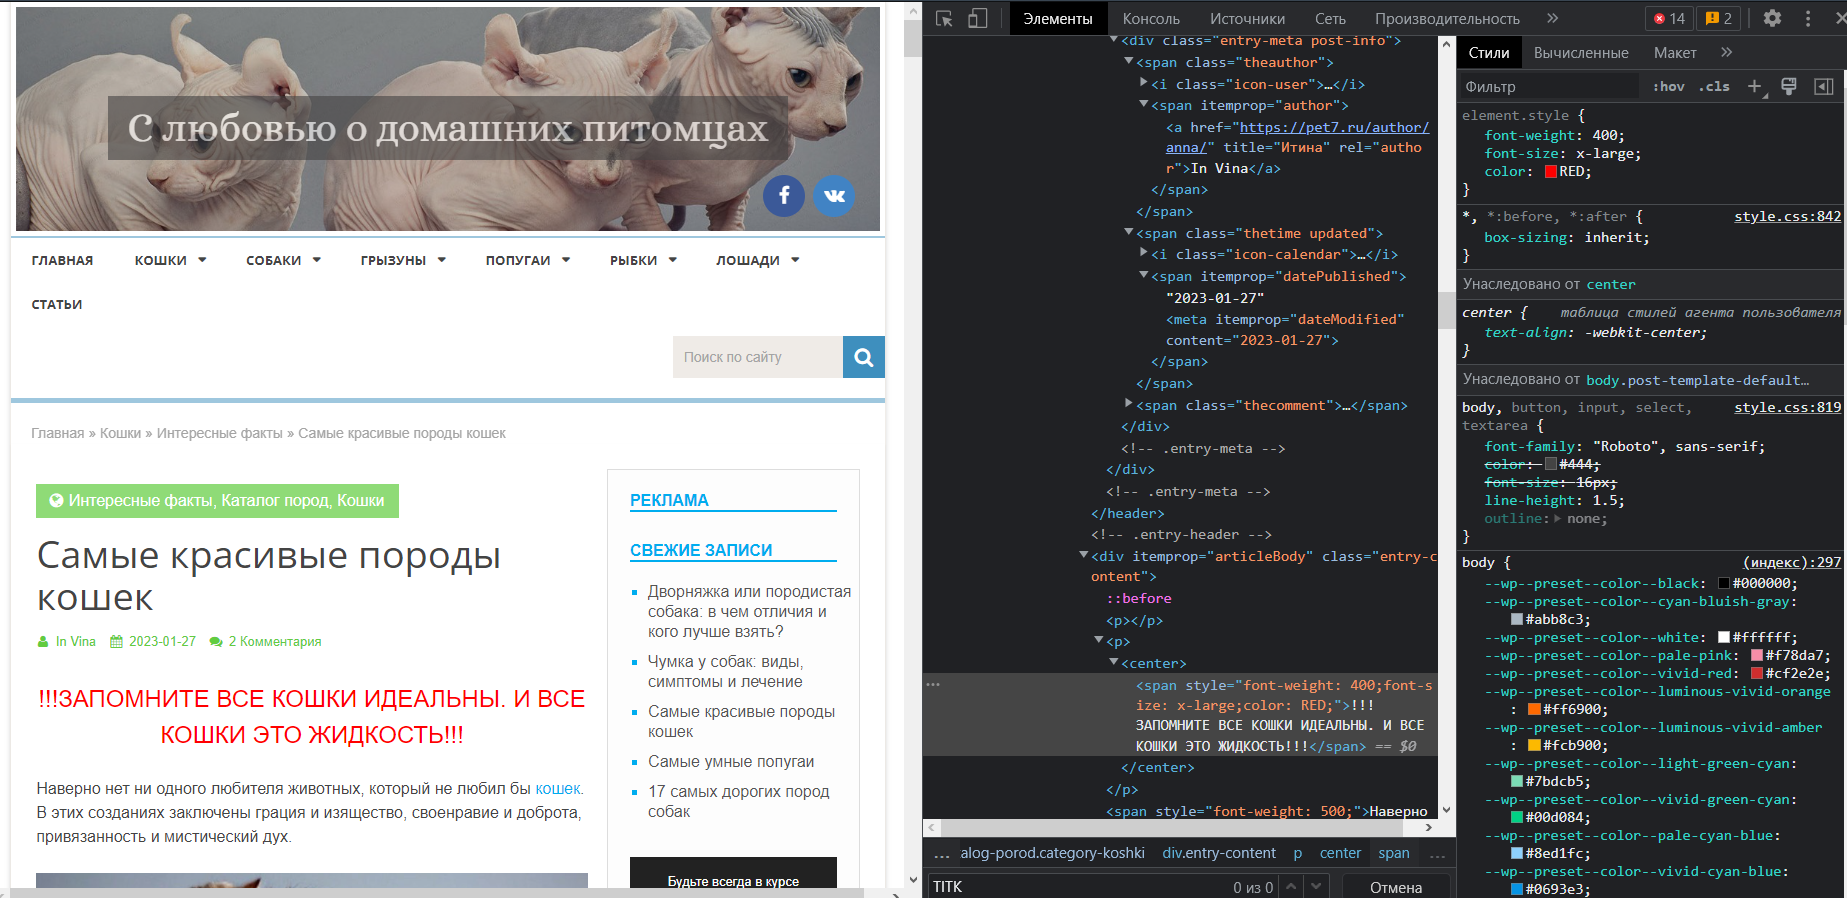 С любовью о домашних питомцах
ГЛАВНАЯ КОШКИ СОБАКИ ГРЫЗУНЫ ПОПУГАИ РЫБКИ ЛОШАДИ
СТАТЬИ
Поиск по сайту
Главная » Кошки » Интересные факты » Самые красивые породы кошек
Интересные факты, Каталог пород, Кошки
Самые красивые породы
кошек
In Vina 2023-01-27 2 Комментария
!!!ЗАПОМНИТЕ ВСЕ КОШКИ ИДЕАЛЬНЫ. И ВСЕ
КОШКИ ЭТО ЖИДКОСТЬ!!!
Наверно нет ни одного любителя животных, который не любил бы кошек.
В этих созданиях заключены грация и изящество, своенравие и доброта,
привязанность и мистический дух.
РЕКЛАМА
СВЕЖИЕ ЗАПИСИ
Дворняжка или породистая
собака: в чем отличия и
кого лучше взять?
Чумка у собак: виды,
симптомы и лечение
Самые красивые породы
кошек
Самые умные попугаи
17 самых дорогих пород
собак
Будьте всегда в курсе
Элементы Консоль Источники Сеть Производительность » 14 2
<div class="entry-meta post-info">
<span class="theauthor">
<i class="icon-user">…</i>
<span itemprop="author">
<a href="https://pet7.ru/author/
anna/" title="Итина" rel="autho
r">In Vina</a>
</span>
</span>
<span class="thetime updated">
<i class="icon-calendar">…</i>
<span itemprop="datePublished">
"2023-01-27"
<meta itemprop="dateModified"
content="2023-01-27">
</span>
</span>
<span class="thecomment">…</span>
</div>
<!-- .entry-meta -->
</div>
<!-- .entry-meta -->
</header>
<!-- .entry-header -->
<div itemprop="articleBody" class="entry-c
ontent">
::before
<p></p>
<p>
<center>
<span style="font-weight: 400;font-s
ize: x-large;color: RED;">!!!
ЗАПОМНИТЕ ВСЕ КОШКИ ИДЕАЛЬНЫ. И ВСЕ
КОШКИ ЭТО ЖИДКОСТЬ!!!</span> == $0
</center>
</p>
<span style="font-weight: 500;">Наверно
... alog-porod.category-koshki div.entry-content p center span ...
TITK 0 из 0 Отмена
Стили Вычисленные Макет »
Фильтр :hov .cls +
element.style {
font-weight: 400;
font-size: x-large;
color: RED;
}
*, *:before, *:after { style.css:842
box-sizing: inherit;
}
Унаследовано от center
center { таблица стилей агента пользователя
text-align: -webkit-center;
}
Унаследовано от body.post-template-default…
body, button, input, select, style.css:819
textarea {
font-family: "Roboto", sans-serif;
color: #444;
font-size: 16px;
line-height: 1.5;
outline: none;
}
body { (индекс):297
--wp--preset--color--black: #000000;
--wp--preset--color--cyan-bluish-gray:
#abb8c3;
--wp--preset--color--white: #ffffff;
--wp--preset--color--pale-pink: #f78da7;
--wp--preset--color--vivid-red: #cf2e2e;
--wp--preset--color--luminous-vivid-orange
: #ff6900;
--wp--preset--color--luminous-vivid-amber
: #fcb900;
--wp--preset--color--light-green-cyan:
#7bdcb5;
--wp--preset--color--vivid-green-cyan:
#00d084;
--wp--preset--color--pale-cyan-blue:
#8ed1fc;
--wp--preset--color--vivid-cyan-blue:
#0693e3;